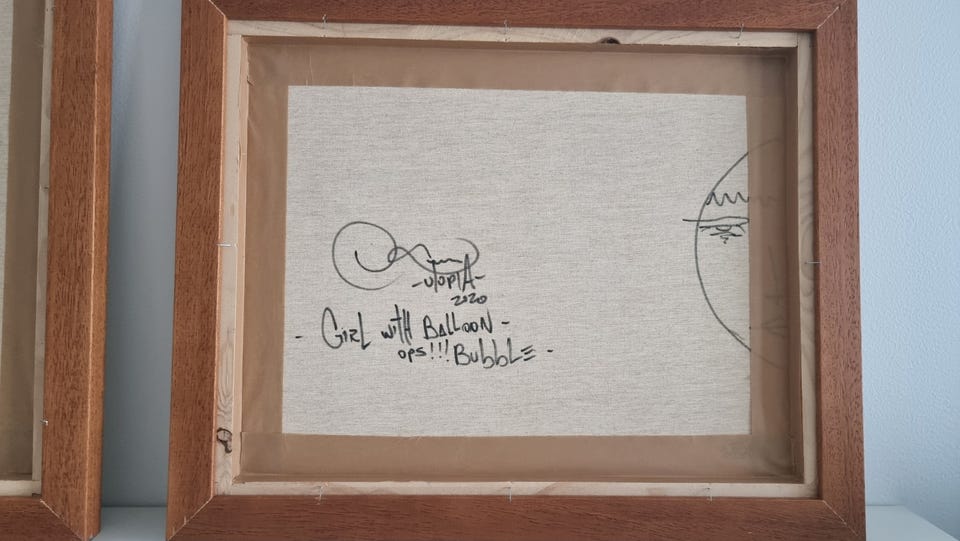 -UTOPIA-
2020
- GIRL WITH BALLOON -
OPS!!! BUBBLE -